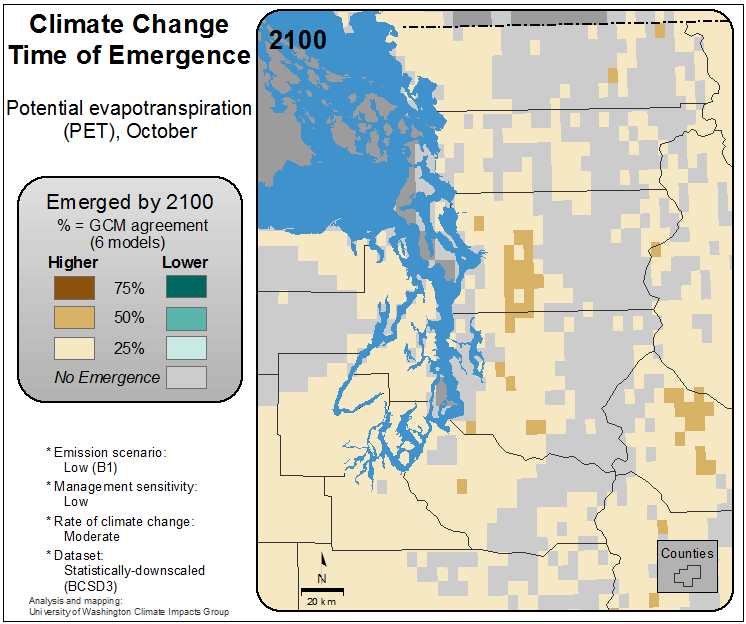 Climate Change
Time of Emergence
Potential evapotranspiration
(PET), October
Emerged by 2100
% = GCM agreement
(6 models)
Higher Lower
75%
50%
25%
No Emergence
* Emission scenario:
Low (B1)
* Management sensitivity:
Low
* Rate of climate change:
Moderate
* Dataset:
Statistically-downscaled
(BCSD3)
Analysis and mapping:
University of Washington Climate Impacts Group
2100
N
20 km
Counties